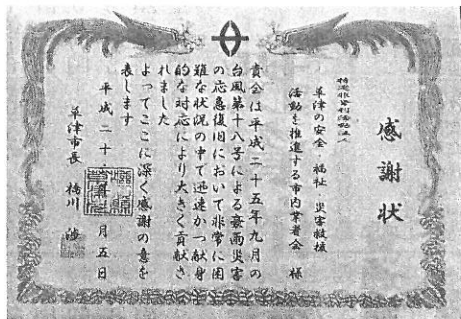 感謝状
特定非営利活動法人
草津の安全・福祉・災害救援
活動を推進する市内業者会 様
貴会は平成二十五年九月の
台風第十八号による豪雨災害
の応急復旧において非常に困
難な状況の中で迅速かつ献身
的な対応により大きく貢献さ
れました
よってここに深く感謝の意を
表します
平成二十 年 月五日
草津市長 橋川 渉